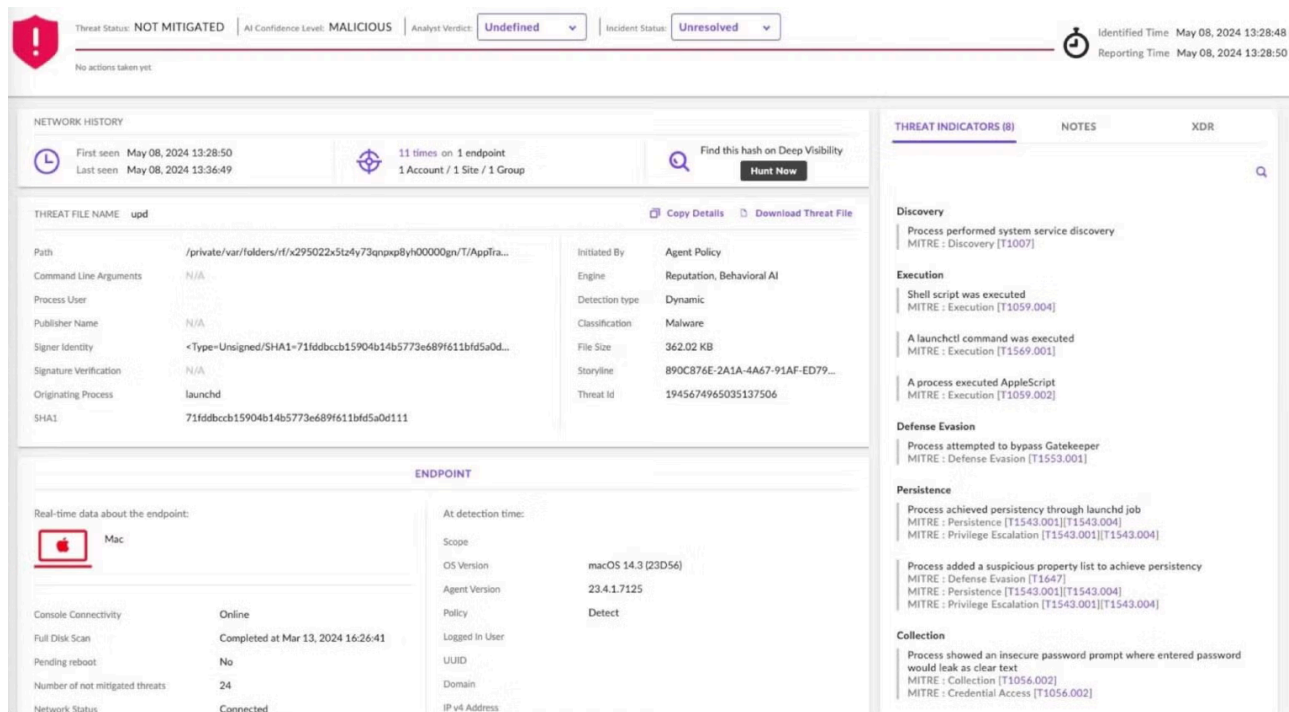 Threat Status: NOT MITIGATED
AI Confidence Level: MALICIOUS
Analyst Verdict: Undefined
Incident Status: Unresolved
Identified Time May 08, 2024 13:28:48
Reporting Time May 08, 2024 13:28:50
No actions taken yet
NETWORK HISTORY
First seen May 08, 2024 13:28:50
Last seen May 08, 2024 13:36:49
11 times on 1 endpoint
1 Account / 1 Site / 1 Group
Find this hash on Deep Visibility
Hunt Now
THREAT FILE NAME upd
Copy Details
Download Threat File
Path /private/var/folders/rf/x295022x5tz4y73qnpxp8yh00000gn/T/AppTra...
Command Line Arguments N/A
Process User
Publisher Name N/A
Signer Identity <Type=Unsigned/SHA1=71fddbccb15904b14b5773e689f611bfd5a0d...
Signature Verification N/A
Originating Process launchd
SHA1 71fddbccb15904b14b5773e689f611bfd5a0d111
Initiated By Agent Policy
Engine Reputation, Behavioral AI
Detection type Dynamic
Classification Malware
File Size 362.02 KB
Storyline 890C876E-2A1A-4A67-91AF-ED79...
Threat Id 1945674965035137506
ENDPOINT
Real-time data about the endpoint:
Mac
Console Connectivity Online
Full Disk Scan Completed at Mar 13, 2024 16:26:41
Pending reboot No
Number of not mitigated threats 24
Network Status Connected
At detection time:
Scope
OS Version macOS 14.3 (23D56)
Agent Version 23.4.1.7125
Policy Detect
Logged In User
UUID
Domain
IP v4 Address
THREAT INDICATORS (8)
NOTES
XDR
Discovery
Process performed system service discovery
MITRE : Discovery [T1007]
Execution
Shell script was executed
MITRE : Execution [T1059.004]
A launchctl command was executed
MITRE : Execution [T1569.001]
A process executed AppleScript
MITRE : Execution [T1059.002]
Defense Evasion
Process attempted to bypass Gatekeeper
MITRE : Defense Evasion [T1553.001]
Persistence
Process achieved persistency through launchd job
MITRE : Persistence [T1543.001][T1543.004]
MITRE : Privilege Escalation [T1543.001][T1543.004]
Process added a suspicious property list to achieve persistency
MITRE : Defense Evasion [T1647]
MITRE : Persistence [T1543.001][T1543.004]
MITRE : Privilege Escalation [T1543.001][T1543.004]
Collection
Process showed an insecure password prompt where entered password
would leak as clear text
MITRE : Collection [T1056.002]
MITRE : Credential Access [T1056.002]